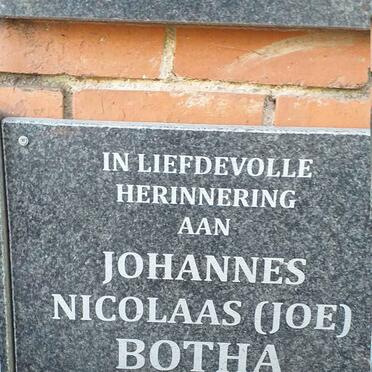 IN LIEFDEVOLLE
HERINNERING
AAN
JOHANNES
NICOLAAS (JOE)
BOTHA